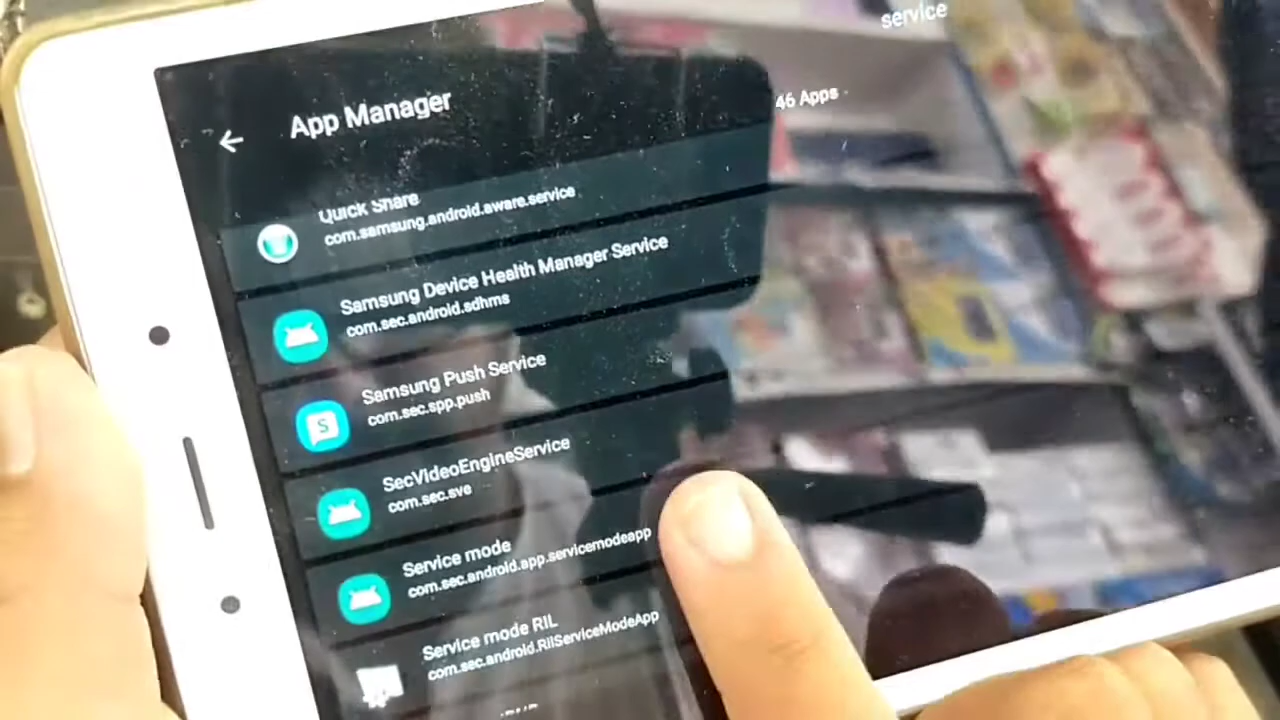 service
App Manager
46 Apps
Quick Share
com.samsung.android.aware.service
Samsung Device Health Manager Service
com.sec.android.sdhms
Samsung Push Service
com.sec.spp.push
SecVideoEngineService
com.sec.sve
Service mode
com.sec.android.app.servicemodeapp
Service mode RIL
com.sec.android.RilServiceModeApp